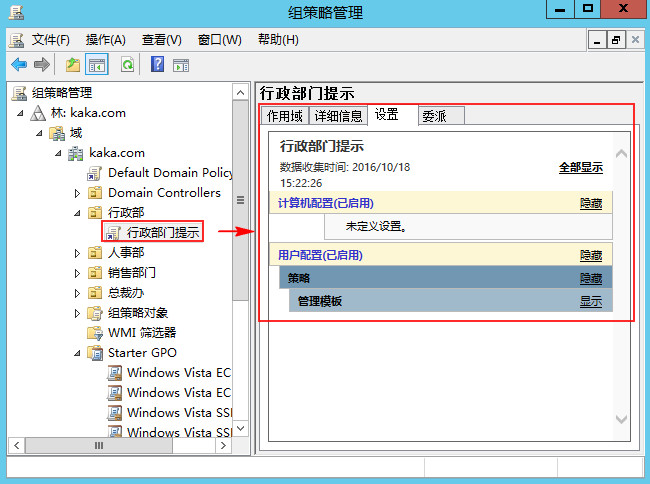 组策略管理
文件(F) 操作(A) 查看(V) 窗口(W) 帮助(H)
组策略管理
林: kaka.com
域
kaka.com
Default Domain Policy
Domain Controllers
行政部
行政部门提示
人事部
销售部门
总裁办
组策略对象
WMI 筛选器
Starter GPO
Windows Vista EC
Windows Vista EC
Windows Vista SSI
Windows Vista SSI
行政部门提示
作用域 详细信息 设置 委派
行政部门提示
数据收集时间: 2016/10/18
15:22:26
全部显示
计算机配置(已启用) 隐藏
未定义设置。
用户配置(已启用) 隐藏
策略 隐藏
管理模板 显示